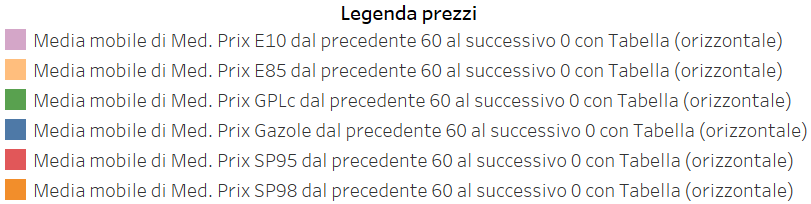 Legenda prezzi
Media mobile di Med. Prix E10 dal precedente 60 al successivo 0 con Tabella (orizzontale)
Media mobile di Med. Prix E85 dal precedente 60 al successivo 0 con Tabella (orizzontale)
Media mobile di Med. Prix GPLc dal precedente 60 al successivo 0 con Tabella (orizzontale)
Media mobile di Med. Prix Gazole dal precedente 60 al successivo 0 con Tabella (orizzontale)
Media mobile di Med. Prix SP95 dal precedente 60 al successivo 0 con Tabella (orizzontale)
Media mobile di Med. Prix SP98 dal precedente 60 al successivo 0 con Tabella (orizzontale)